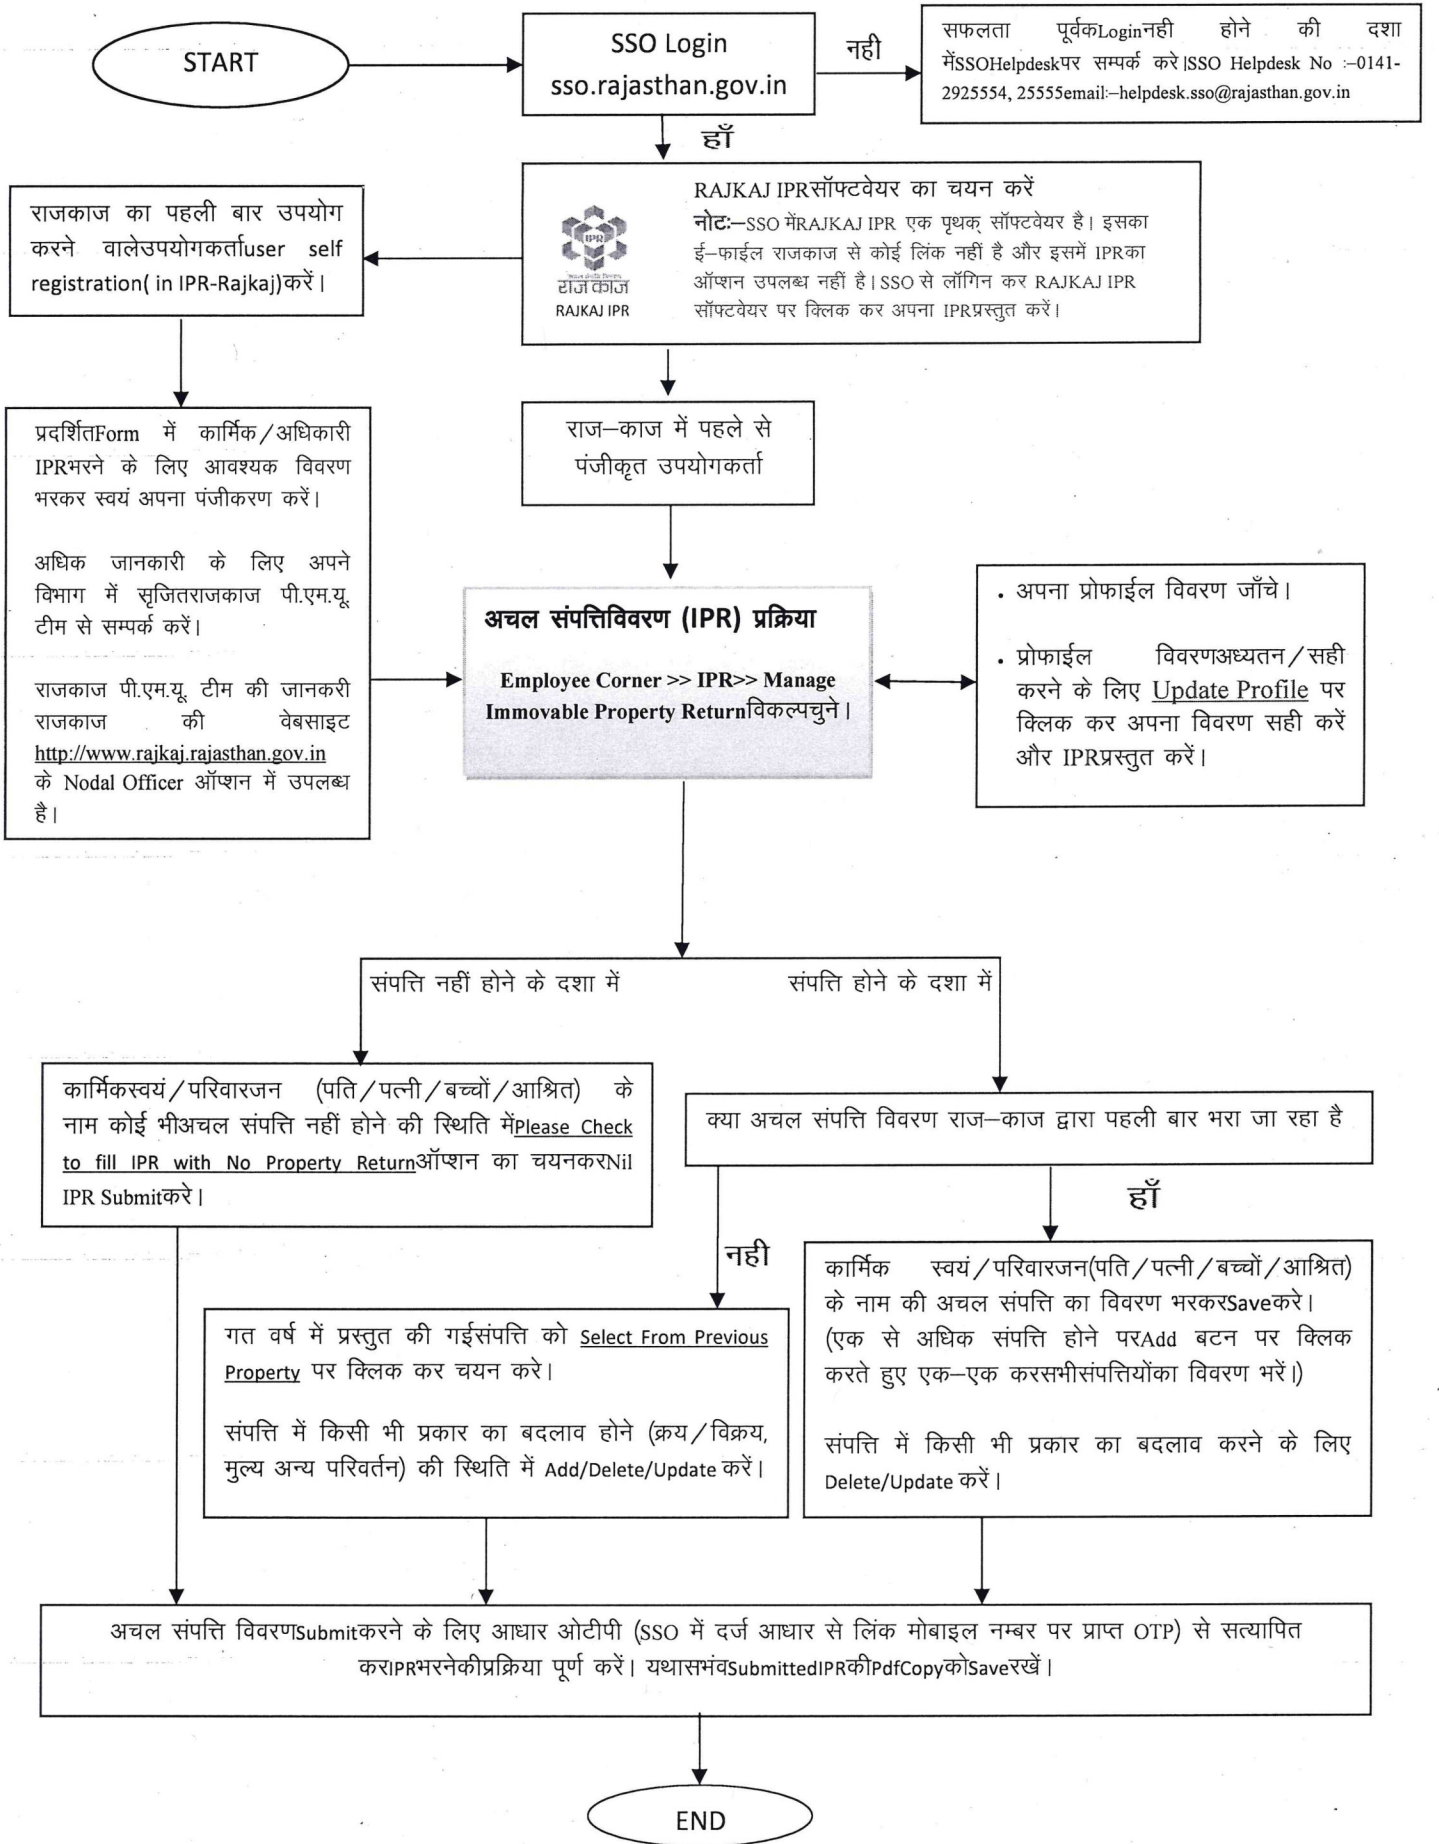 START
SSO Login
sso.rajasthan.gov.in
नही
सफलता पूर्वकLoginनही होने की दशा
मेंSSOHelpdeskपर सम्पर्क करे|SSO Helpdesk No :–0141-
2925554, 25555email:–helpdesk.sso@rajasthan.gov.in
हाँ
RAJKAJ IPRसॉफ्टवेयर का चयन करें
नोटः–SSO मेंRAJKAJ IPR एक पृथक् सॉफ्टवेयर है। इसका
ई–फाईल राजकाज से कोई लिंक नहीं है और इसमें IPRका
ऑप्शन उपलब्ध नहीं है।SSO से लॉगिन कर RAJKAJ IPR
सॉफ्टवेयर पर क्लिक कर अपना IPRप्रस्तुत करें।
IPR
राज काज
RAJKAJ IPR
राजकाज का पहली बार उपयोग
करने वालेउपयोगकर्ताuser self
registration( in IPR-Rajkaj)करें।
प्रदर्शितForm में कार्मिक/अधिकारी
IPRभरने के लिए आवश्यक विवरण
भरकर स्वयं अपना पंजीकरण करें।
अधिक जानकारी के लिए अपने
विभाग में सृजितराजकाज पी.एम.यू.
टीम से सम्पर्क करें।
राजकाज पी.एम.यू. टीम की जानकरी
राजकाज की वेबसाइट
http://www.rajkaj.rajasthan.gov.in
के Nodal Officer ऑप्शन में उपलब्ध
है।
राज–काज में पहले से
पंजीकृत उपयोगकर्ता
अचल संपत्तिविवरण (IPR) प्रक्रिया
Employee Corner >> IPR>> Manage
Immovable Property Returnविकल्पचुने।
• अपना प्रोफाईल विवरण जाँचे।
• प्रोफाईल विवरणअध्यतन/सही
करने के लिए Update Profile पर
क्लिक कर अपना विवरण सही करें
और IPRप्रस्तुत करें।
संपत्ति नहीं होने के दशा में
संपत्ति होने के दशा में
कार्मिकस्वयं/परिवारजन (पति/पत्नी/बच्चों/आश्रित) के
नाम कोई भीअचल संपत्ति नहीं होने की स्थिति मेंPlease Check
to fill IPR with No Property Returnऑप्शन का चयनकरNil
IPR Submitकरे।
क्या अचल संपत्ति विवरण राज–काज द्वारा पहली बार भरा जा रहा है
नही
हाँ
गत वर्ष में प्रस्तुत की गईसंपत्ति को Select From Previous
Property पर क्लिक कर चयन करे।
संपत्ति में किसी भी प्रकार का बदलाव होने (क्रय/विक्रय,
मुल्य अन्य परिवर्तन) की स्थिति में Add/Delete/Update करें।
कार्मिक स्वयं/परिवारजन(पति/पत्नी/बच्चों/आश्रित)
के नाम की अचल संपत्ति का विवरण भरकरSaveकरे।
(एक से अधिक संपत्ति होने परAdd बटन पर क्लिक
करते हुए एक–एक करसभीसंपत्तियोंका विवरण भरें।)
संपत्ति में किसी भी प्रकार का बदलाव करने के लिए
Delete/Update करें।
अचल संपत्ति विवरणSubmitकरने के लिए आधार ओटीपी (SSO में दर्ज आधार से लिंक मोबाइल नम्बर पर प्राप्त OTP) से सत्यापित
करIPRभरनेकीप्रक्रिया पूर्ण करें। यथासभंवSubmittedIPRकीPdfCopyकोSaveरखें।
END